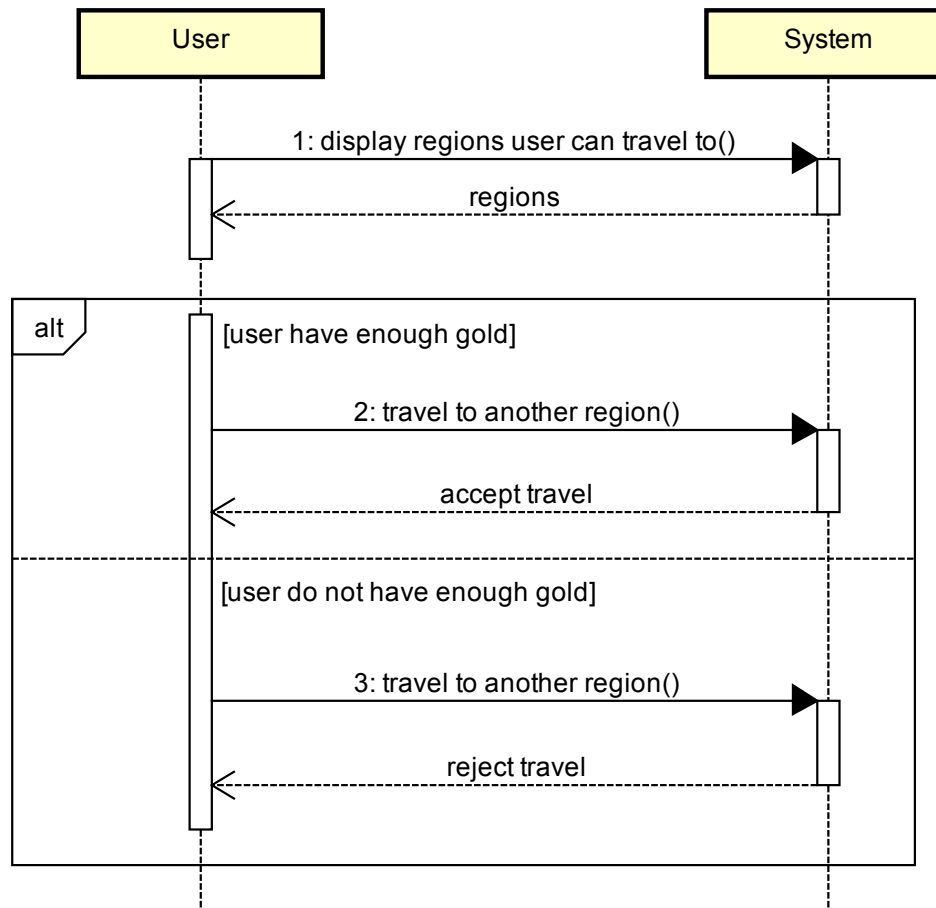 User
System
1: display regions user can travel to()
regions
alt
[user have enough gold]
2: travel to another region()
accept travel
[user do not have enough gold]
3: travel to another region()
reject travel